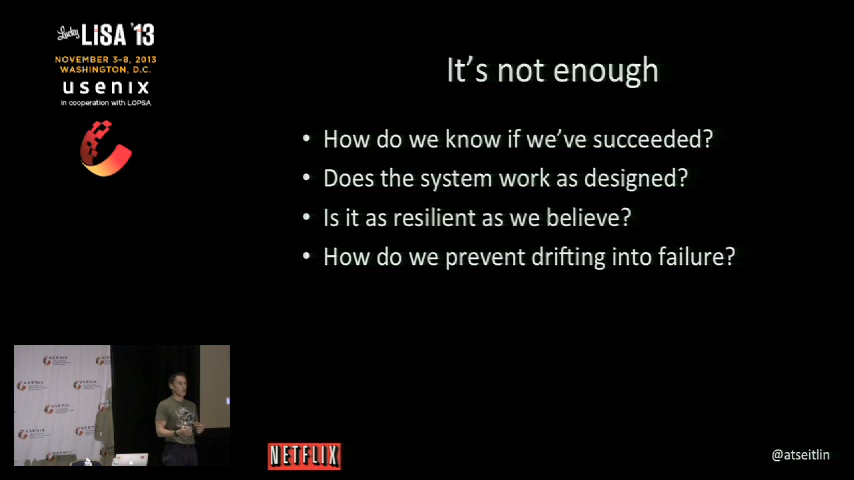 Lucky LISA '13
NOVEMBER 3-8, 2013
WASHINGTON, D.C.
usenix
in cooperation with LOPSA
It's not enough
• How do we know if we've succeeded?
• Does the system work as designed?
• Is it as resilient as we believe?
• How do we prevent drifting into failure?
NETFLIX
@atseitlin